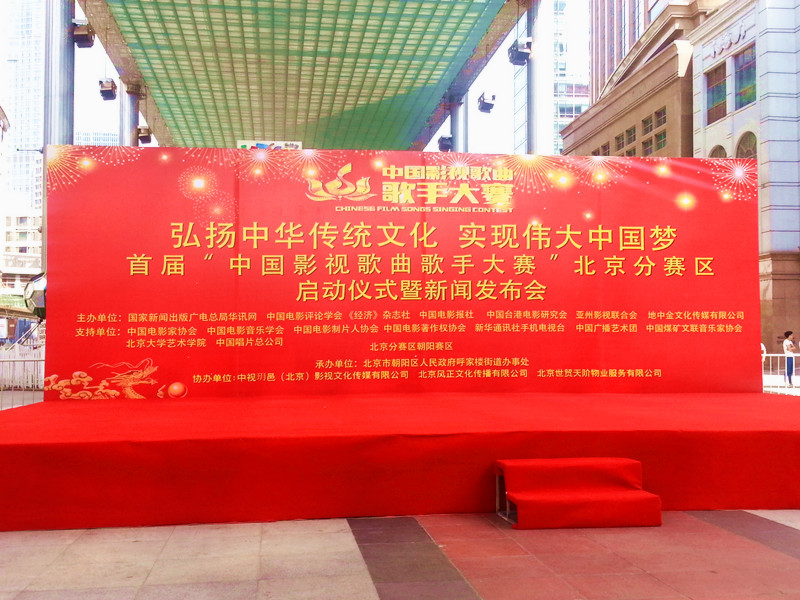 中国影视歌曲
歌手大赛
CHINESE FILM SONGS SINGING CONTEST
弘扬中华传统文化 实现伟大中国梦
首届“中国影视歌曲歌手大赛”北京分赛区
启动仪式暨新闻发布会
主办单位：国家新闻出版广电总局华讯网 中国电影评论学会 《经济》杂志社 中国电影报社 中国台港电影研究会 亚洲影视联合会 地中金文化传媒有限公司
支持单位：中国电影家协会 中国电影音乐学会 中国电影制片人协会 中国电影著作权协会 新华通讯社手机电视台 中国广播艺术团 中国煤矿文联音乐家协会
北京大学艺术学院 中国唱片总公司
北京分赛区朝阳赛区
承办单位：北京市朝阳区人民政府呼家楼街道办事处
协办单位：中视玥邑（北京）影视文化传媒有限公司 北京风正文化传播有限公司 北京世贸天阶物业服务有限公司